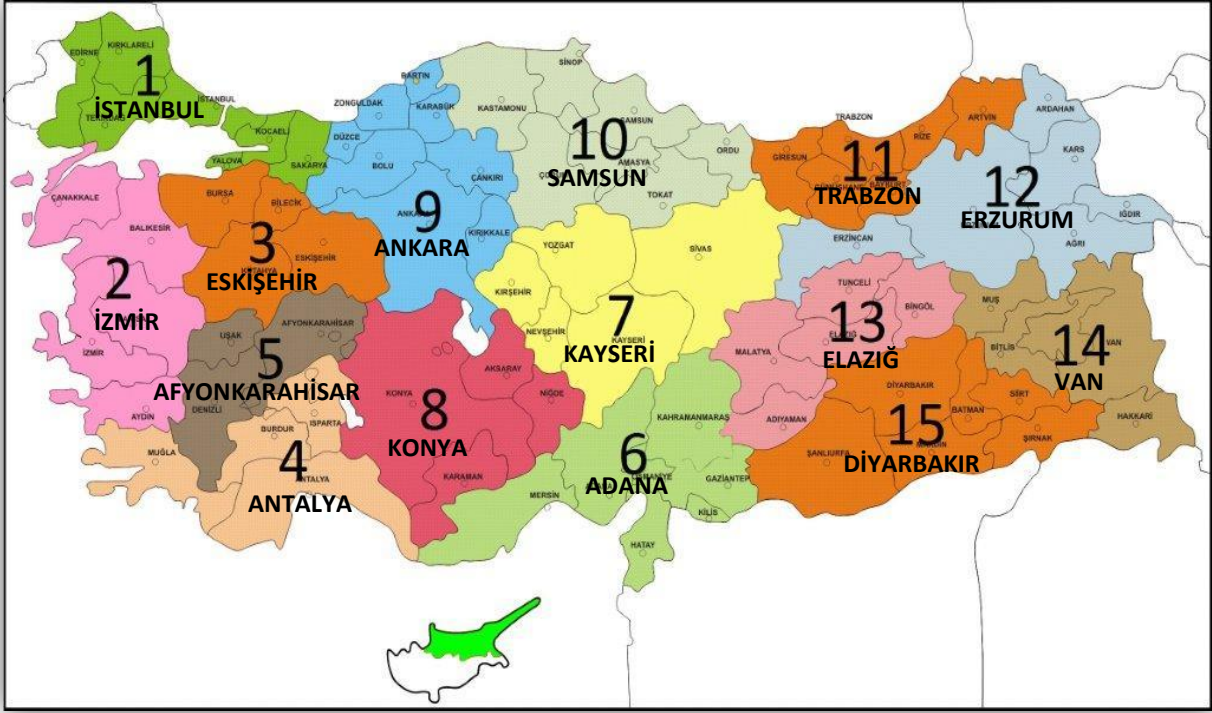 EDİRNE
KIRKLARELİ
1
İSTANBUL
İSTANBUL
KOCAELİ
YALOVA
SAKARYA
ÇANAKKALE
BALIKESİR
2
İZMİR
İZMİR
AYDIN
BURSA
BİLECİK
3
ESKİŞEHİR
ESKİŞEHİR
UŞAK
AFYONKARAHİSAR
5
AFYONKARAHİSAR
DENİZLİ
MUĞLA
BURDUR
ISPARTA
4
ANTALYA
ANTALYA
ZONGULDAK
BARTIN
KARABÜK
DÜZCE
BOLU
ÇANKIRI
9
ANKARA
KIRIKKALE
KONYA
AKSARAY
NİĞDE
8
KONYA
KARAMAN
KASTAMONU
SİNOP
SAMSUN
10
AMASYA
ORDU
SAMSUN
TOKAT
YOZGAT
SİVAS
KIRŞEHİR
NEVŞEHİR
7
KAYSERİ
KAYSERİ
KAHRAMANMARAŞ
6
ADANA
GAZİANTEP
MERSİN
KİLİS
HATAY
TRABZON
RİZE
ARTVİN
GİRESUN
11
TRABZON
ARDAHAN
KARS
12
ERZURUM
IĞDIR
AĞRI
ERZİNCAN
TUNCELİ
BİNGÖL
13
ELAZIĞ
MALATYA
ADIYAMAN
MUŞ
BİTLİS
14
VAN
VAN
HAKKARİ
DİYARBAKIR
BATMAN
SİİRT
15
DİYARBAKIR
ŞANLIURFA
ŞIRNAK